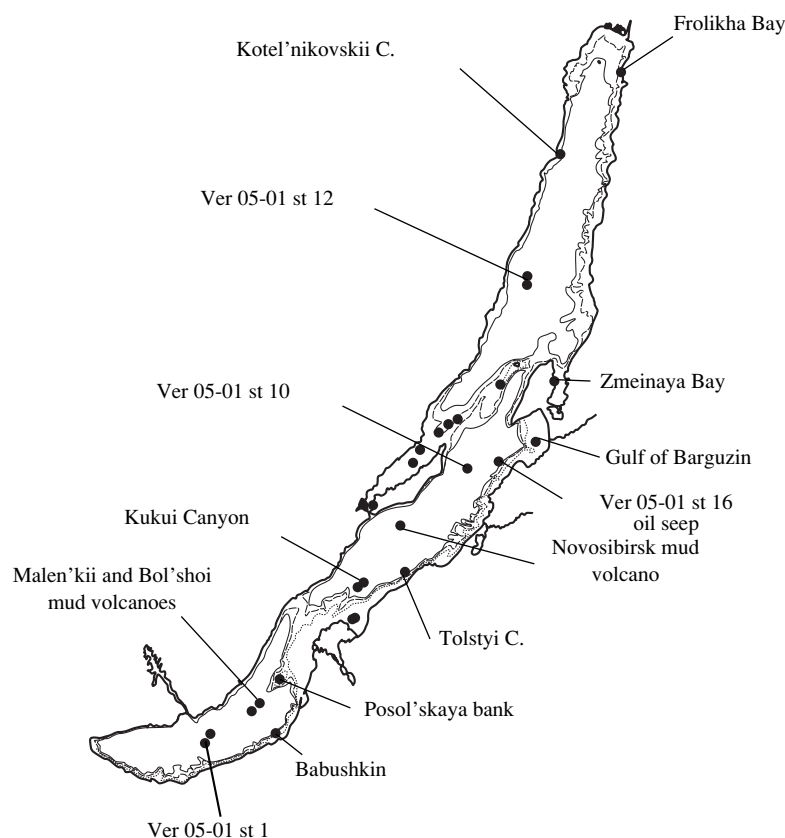 Frolikha Bay
Kotel’nikovskii C.
Ver 05-01 st 12
Ver 05-01 st 10
Zmeinaya Bay
Gulf of Barguzin
Ver 05-01 st 16
oil seep
Kukui Canyon
Novosibirsk mud
volcano
Malen’kii and Bol’shoi
mud volcanoes
Tolstyi C.
Posol’skaya bank
Babushkin
Ver 05-01 st 1